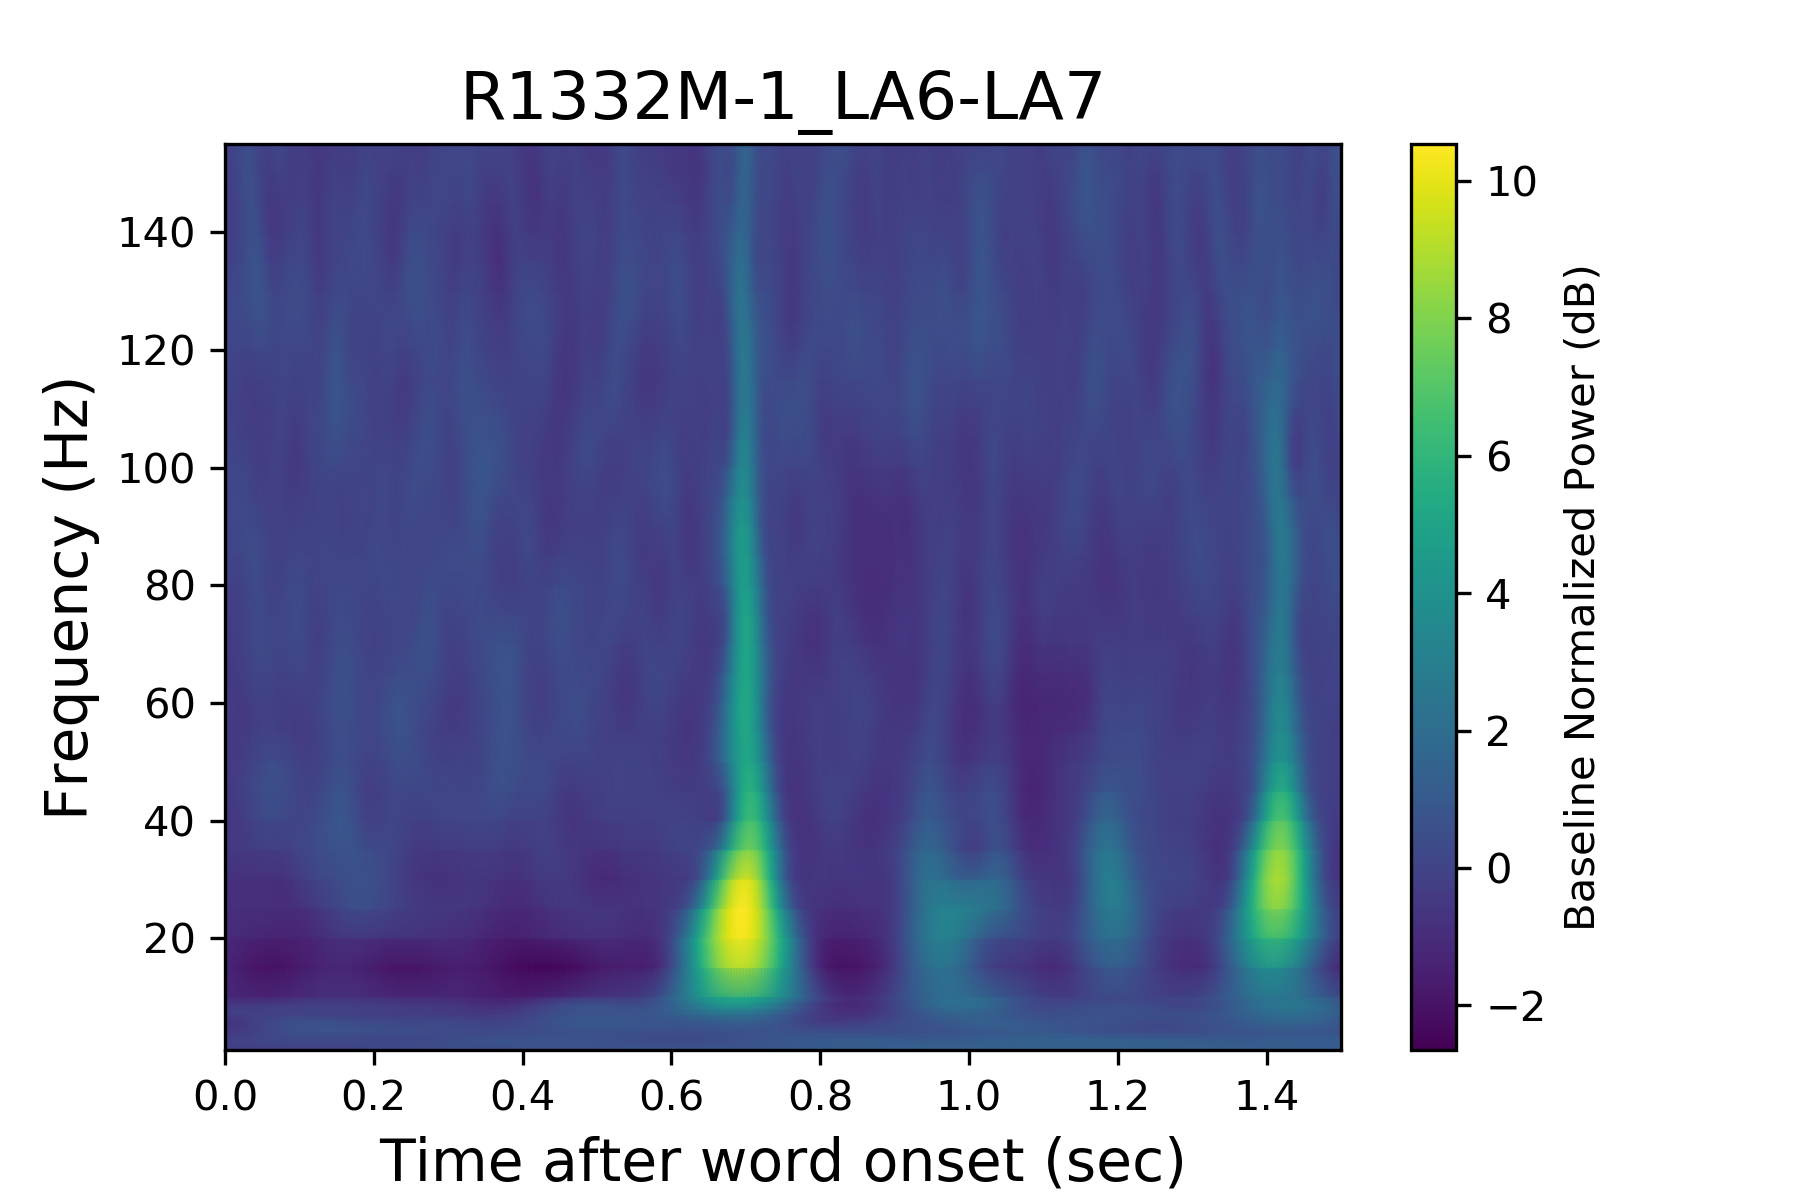 R1332M-1_LA6-LA7
140
120
100
80
60
40
20
Frequency (Hz)
0.0 0.2 0.4 0.6 0.8 1.0 1.2 1.4
Time after word onset (sec)
10
8
6
4
2
0
−2
Baseline Normalized Power (dB)